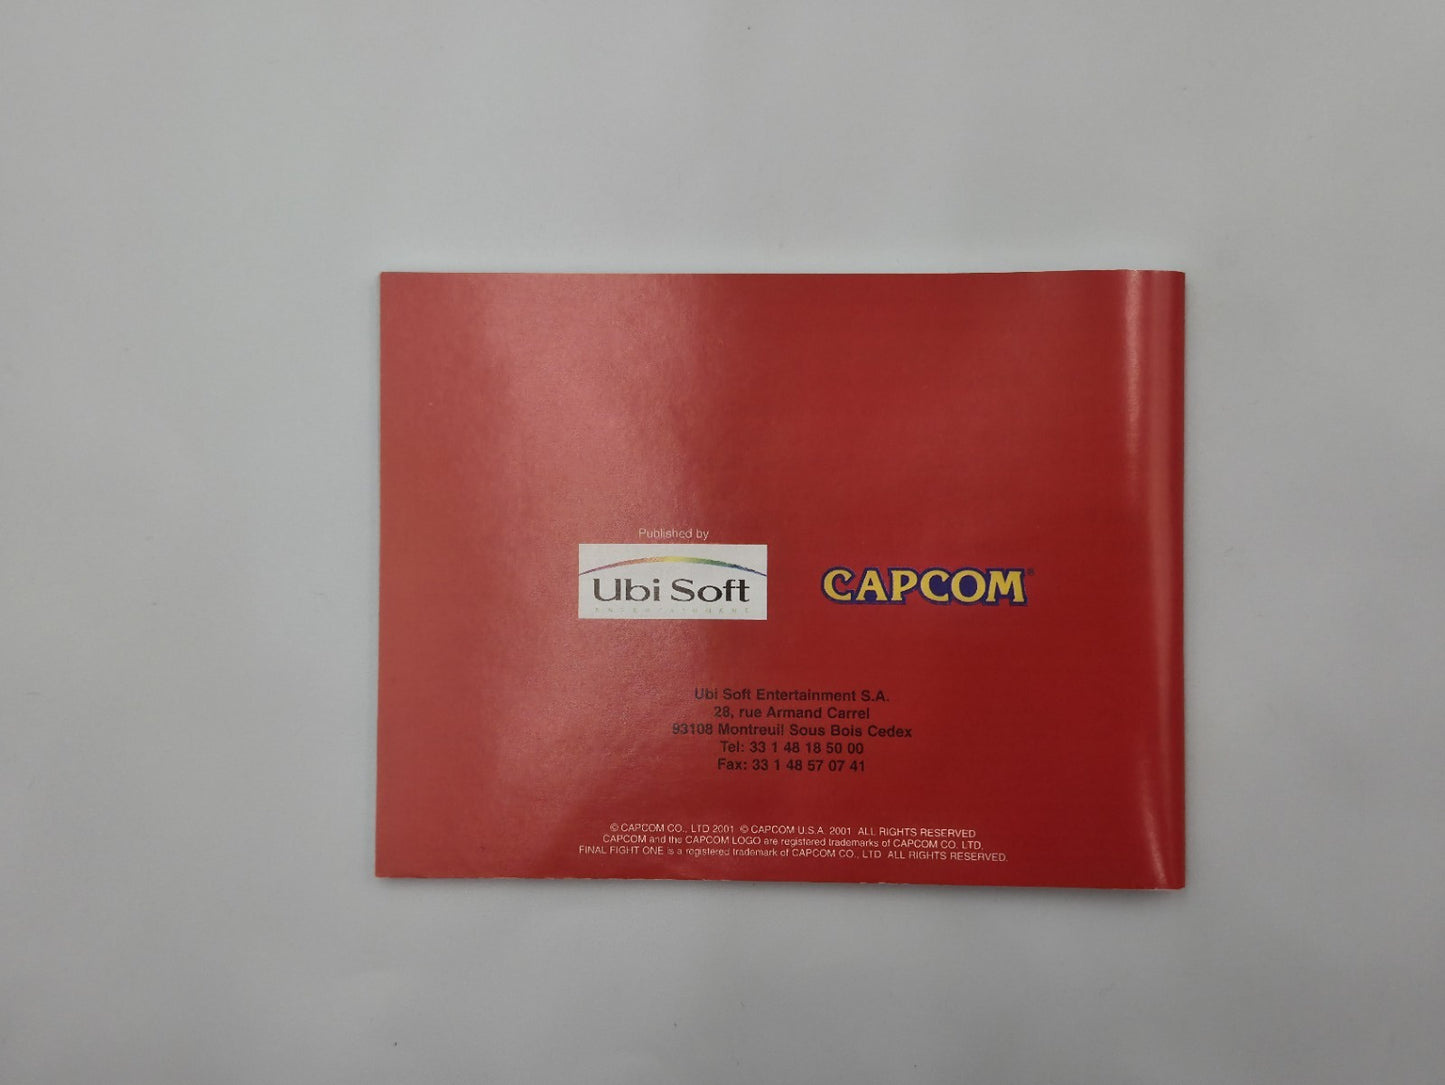 Published by
Ubi Soft
ENTERTAINMENT
CAPCOM®
Ubi Soft Entertainment S.A.
28, rue Armand Carrel
93108 Montreuil Sous Bois Cedex
Tel: 33 1 48 18 50 00
Fax: 33 1 48 57 07 41
© CAPCOM CO., LTD 2001 © CAPCOM U.S.A. 2001 ALL RIGHTS RESERVED
CAPCOM and the CAPCOM LOGO are registered trademarks of CAPCOM CO. LTD,
FINAL FIGHT ONE is a registered trademark of CAPCOM CO., LTD ALL RIGHTS RESERVED.